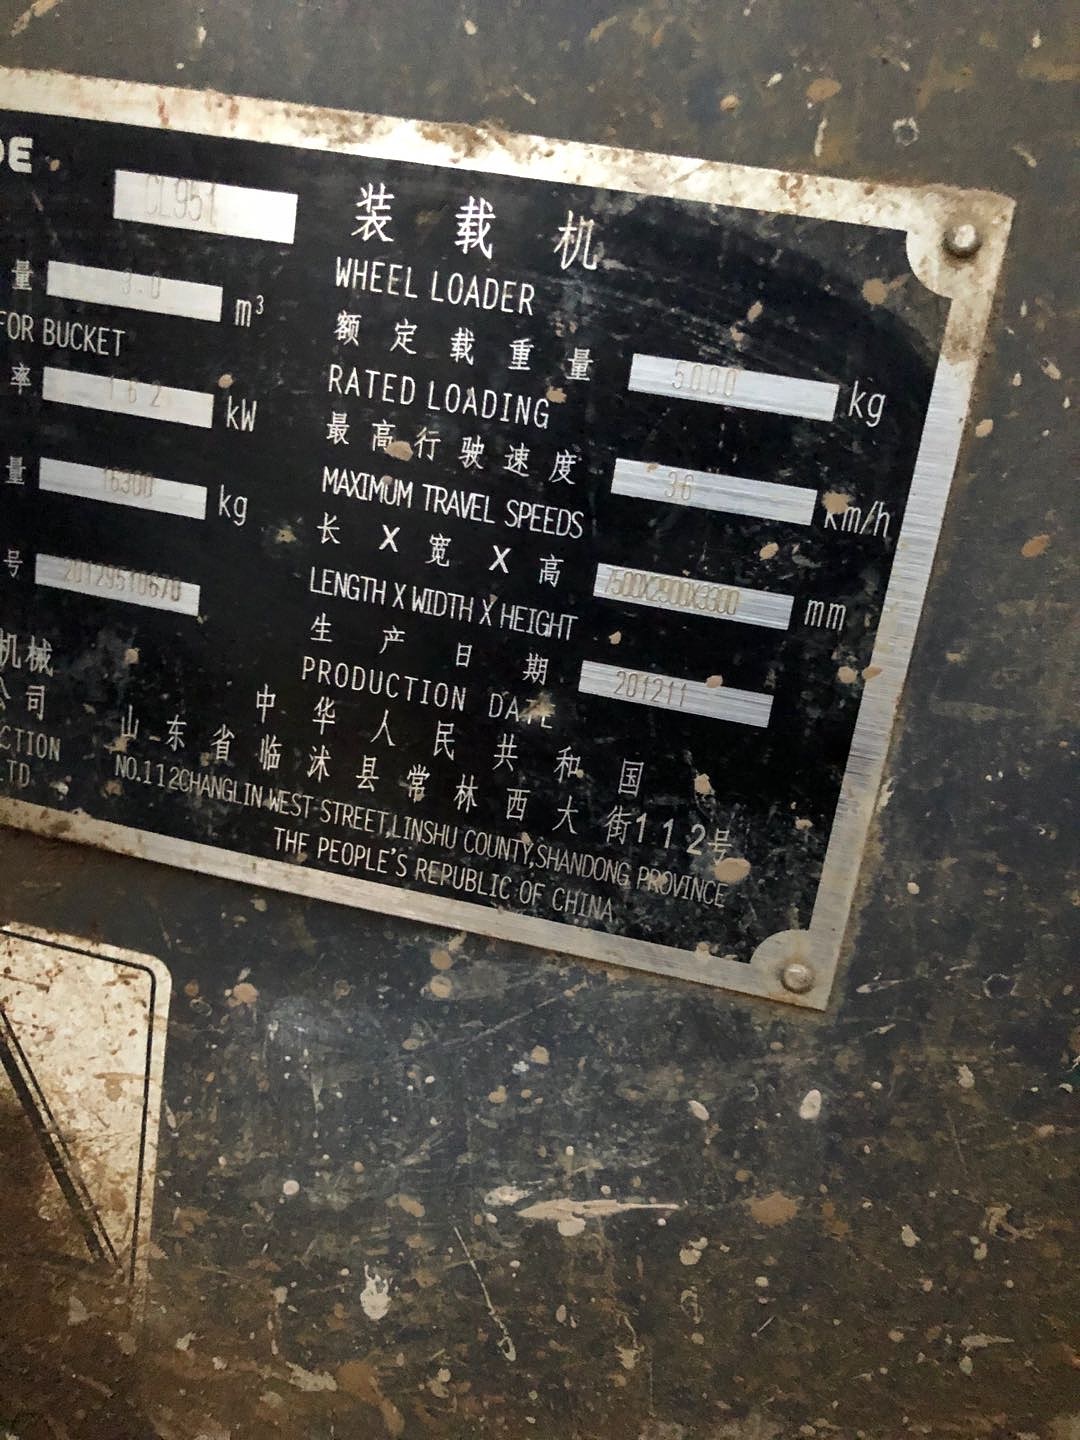 DE
CL951
装载机
WHEEL LOADER
量 3.0 m³
FOR BUCKET
额定载重量 5000 kg
RATED LOADING
率 162 kW
最高行驶速度 36 km/h
MAXIMUM TRAVEL SPEEDS
量 16300 kg
长X宽X高 7500X2900X3300 mm
LENGTH X WIDTH X HEIGHT
号 20129510670
生产日期 201211
PRODUCTION DATE
机械
公司
CTION
LTD
中华人民共和国
山东省临沭县常林西大街112号
NO.112CHANGLIN WEST STREET,LINSHU COUNTY,SHANDONG PROVINCE
THE PEOPLE'S REPUBLIC OF CHINA